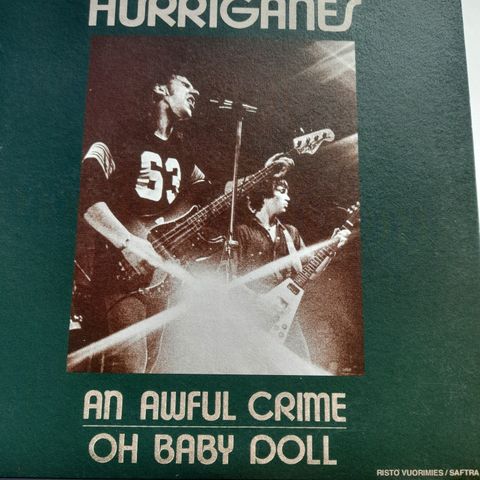 HURRIGANES
63
AN AWFUL CRIME
OH BABY DOLL
RISTO VUORIMIES / SAFTRA